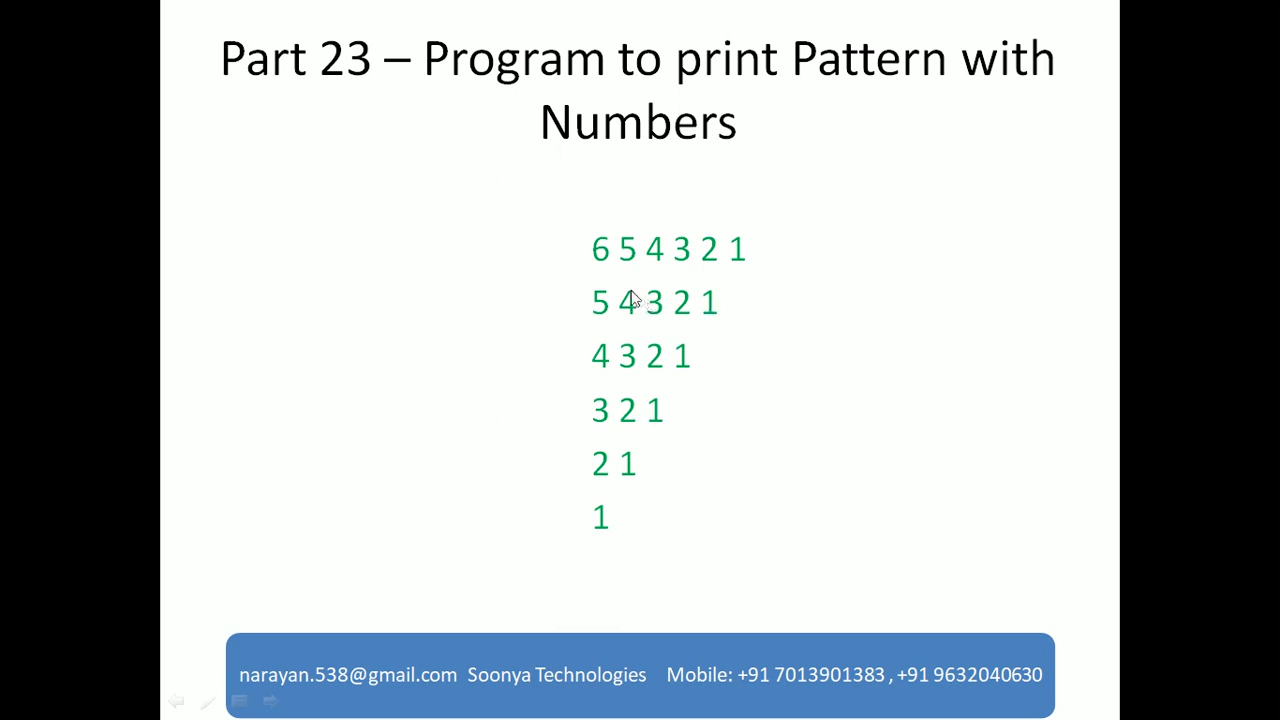 Part 23 – Program to print Pattern with
Numbers
6 5 4 3 2 1
5 4 3 2 1
4 3 2 1
3 2 1
2 1
1
narayan.538@gmail.com  Soonya Technologies    Mobile: +91 7013901383 , +91 9632040630